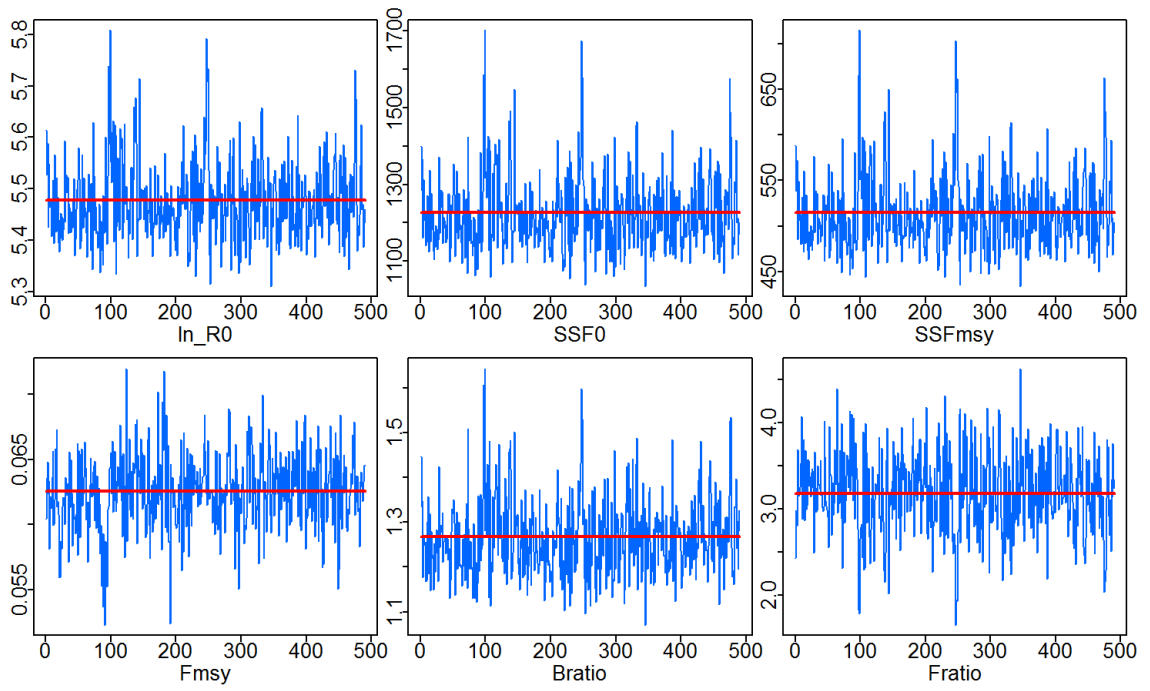 5.3 5.4 5.5 5.6 5.7 5.8
0 100 200 300 400 500
ln_R0
1100 1300 1500 1700
0 100 200 300 400 500
SSF0
450 550 650
0 100 200 300 400 500
SSFmsy
0.055 0.065
0 100 200 300 400 500
Fmsy
1.1 1.3 1.5
0 100 200 300 400 500
Bratio
2.0 3.0 4.0
0 100 200 300 400 500
Fratio